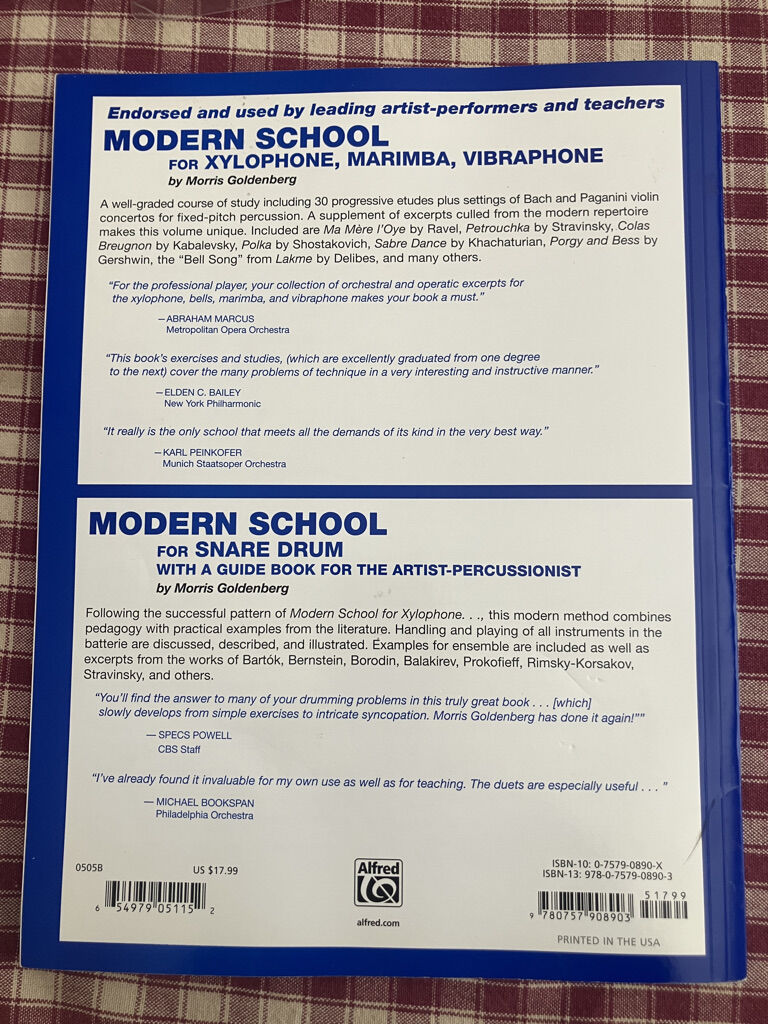 Endorsed and used by leading artist-performers and teachers
MODERN SCHOOL
FOR XYLOPHONE, MARIMBA, VIBRAPHONE
by Morris Goldenberg
A well-graded course of study including 30 progressive etudes plus settings of Bach and Paganini violin
concertos for fixed-pitch percussion. A supplement of excerpts culled from the modern repertoire
makes this volume unique. Included are Ma Mère l'Oye by Ravel, Petrouchka by Stravinsky, Colas
Breugnon by Kabalevsky, Polka by Shostakovich, Sabre Dance by Khachaturian, Porgy and Bess by
Gershwin, the “Bell Song” from Lakme by Delibes, and many others.
“For the professional player, your collection of orchestral and operatic excerpts for
the xylophone, bells, marimba, and vibraphone makes your book a must.”
—ABRAHAM MARCUS
Metropolitan Opera Orchestra
“This book's exercises and studies, (which are excellently graduated from one degree
to the next) cover the many problems of technique in a very interesting and instructive manner.”
—ELDEN C. BAILEY
New York Philharmonic
“It really is the only school that meets all the demands of its kind in the very best way.”
—KARL PEINKOFER
Munich Staatsoper Orchestra
MODERN SCHOOL
FOR SNARE DRUM
WITH A GUIDE BOOK FOR THE ARTIST-PERCUSSIONIST
by Morris Goldenberg
Following the successful pattern of Modern School for Xylophone. . ., this modern method combines
pedagogy with practical examples from the literature. Handling and playing of all instruments in the
batterie are discussed, described, and illustrated. Examples for ensemble are included as well as
excerpts from the works of Bartók, Bernstein, Borodin, Balakirev, Prokofieff, Rimsky-Korsakov,
Stravinsky, and others.
“You'll find the answer to many of your drumming problems in this truly great book . . . [which]
slowly develops from simple exercises to intricate syncopation. Morris Goldenberg has done it again!””
— SPECS POWELL
CBS Staff
“I've already found it invaluable for my own use as well as for teaching. The duets are especially useful . . . ”
— MICHAEL BOOKSPAN
Philadelphia Orchestra
0505B
US $17.99
6 54979 05115 2
Alfred
alfred.com
ISBN-10: 0-7579-0890-X
ISBN-13: 978-0-7579-0890-3
51799
9 780757 908903
PRINTED IN THE USA